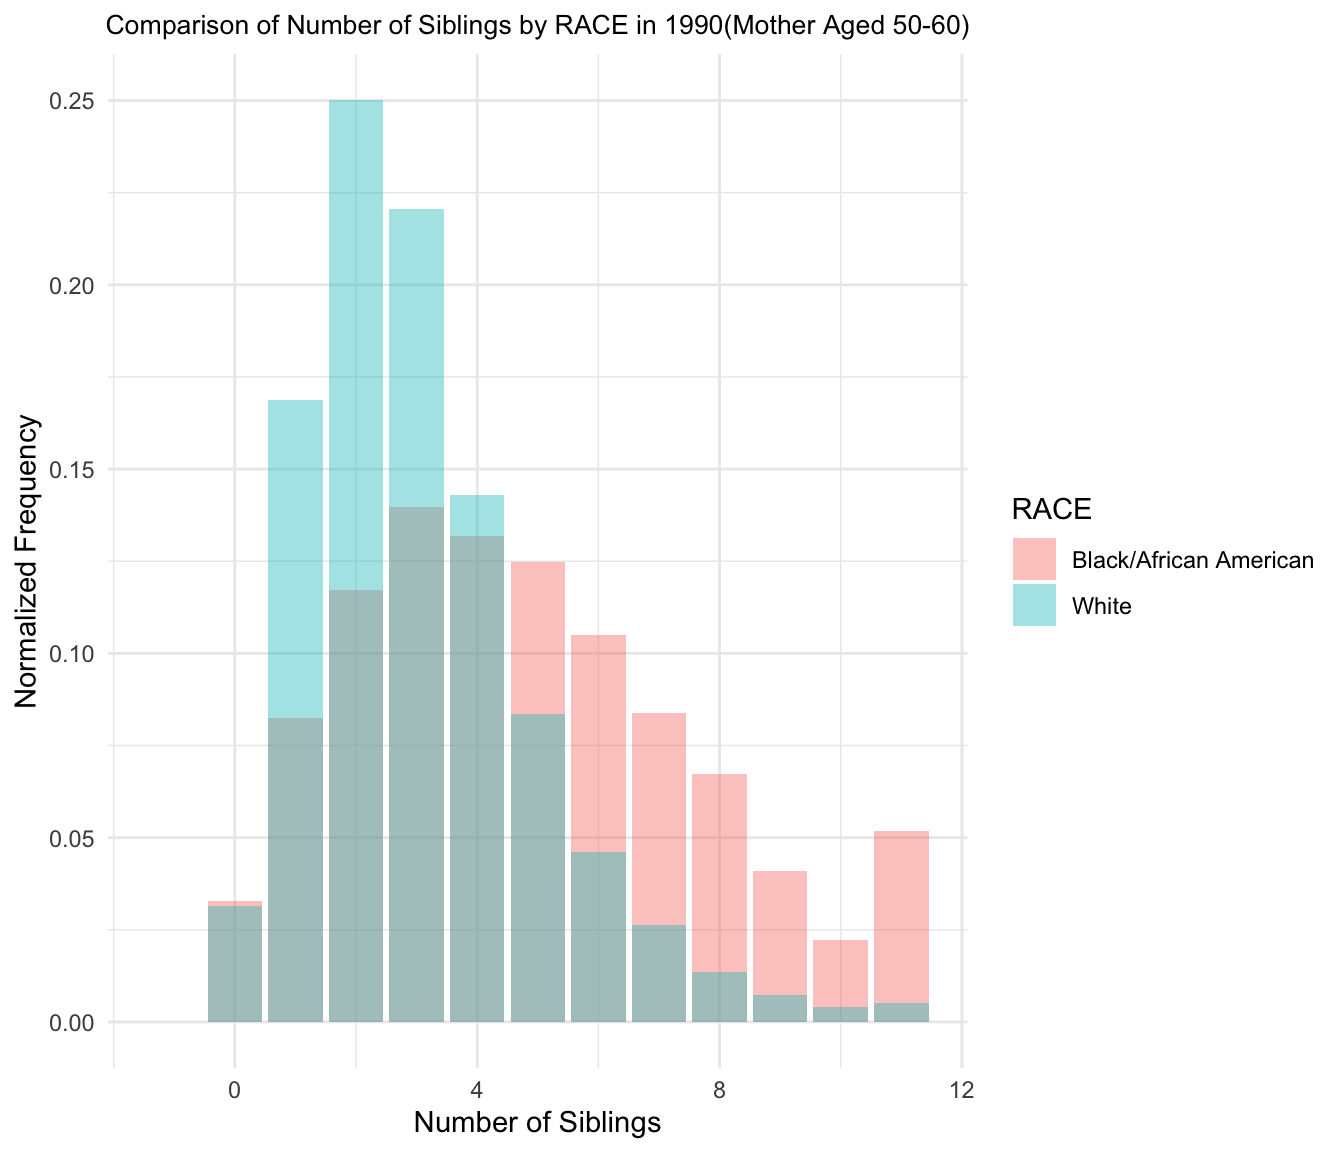 Comparison of Number of Siblings by RACE in 1990(Mother Aged 50-60)
Normalized Frequency
0.25
0.20
0.15
0.10
0.05
0.00
0 4 8 12
Number of Siblings
RACE
Black/African American
White